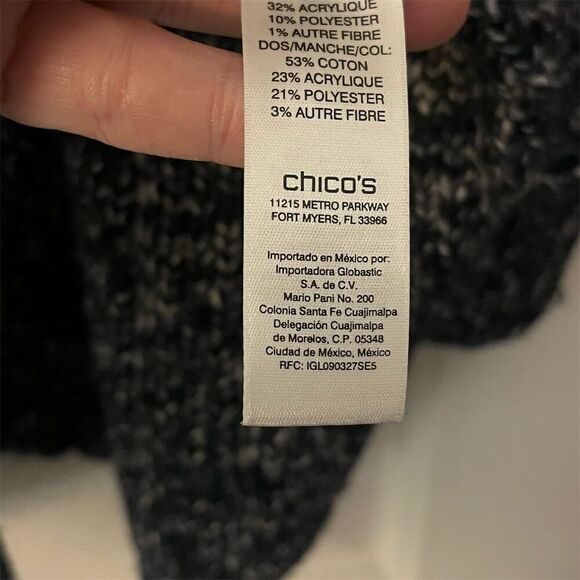 32% ACRYLIQUE
10% POLYESTER
1% AUTRE FIBRE
DOS/MANCHE/COL:
53% COTON
23% ACRYLIQUE
21% POLYESTER
3% AUTRE FIBRE
chico's
11215 METRO PARKWAY
FORT MYERS, FL 33966
Importado en México por:
Importadora Globastic
S.A. de C.V.
Mario Pani No. 200
Colonia Santa Fe Cuajimalpa
Delegación Cuajimalpa
de Morelos, C.P. 05348
Ciudad de México, México
RFC: IGL090327SE5